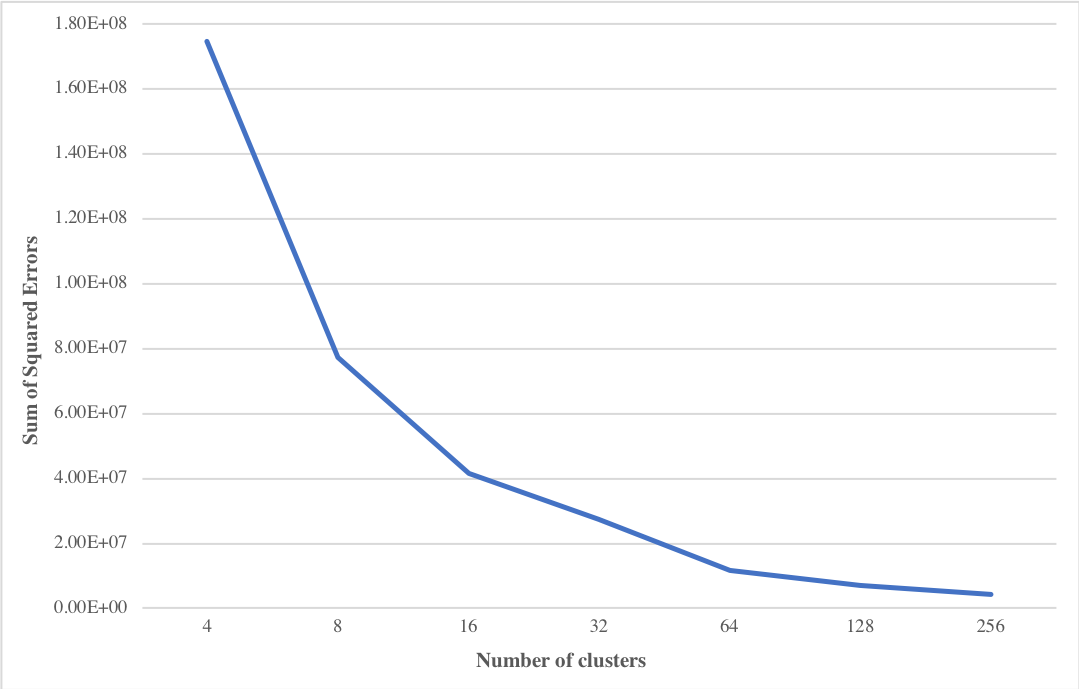 1.80E+08
1.60E+08
1.40E+08
1.20E+08
1.00E+08
8.00E+07
6.00E+07
4.00E+07
2.00E+07
0.00E+00
Sum of Squared Errors
4 8 16 32 64 128 256
Number of clusters